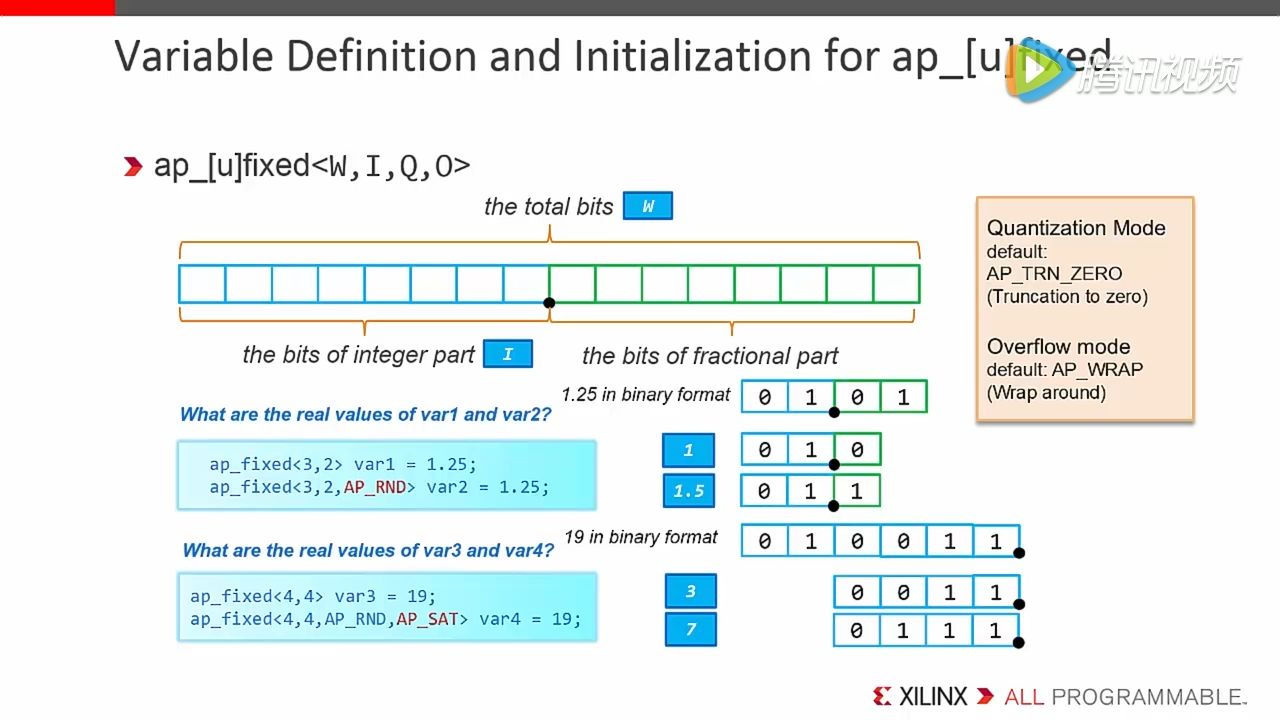 Variable Definition and Initialization for ap_[u]fixed
腾讯视频
ap_[u]fixed<W,I,Q,O>
the total bits W
the bits of integer part I
the bits of fractional part
Quantization Mode
default:
AP_TRN_ZERO
(Truncation to zero)
Overflow mode
default: AP_WRAP
(Wrap around)
1.25 in binary format 0 1 0 1
What are the real values of var1 and var2?
ap_fixed<3,2> var1 = 1.25;
ap_fixed<3,2,AP_RND> var2 = 1.25;
1 0 1 0
1.5 0 1 1
19 in binary format 0 1 0 0 1 1
What are the real values of var3 and var4?
ap_fixed<4,4> var3 = 19;
ap_fixed<4,4,AP_RND,AP_SAT> var4 = 19;
3 0 0 1 1
7 0 1 1 1
XILINX ALL PROGRAMMABLE™